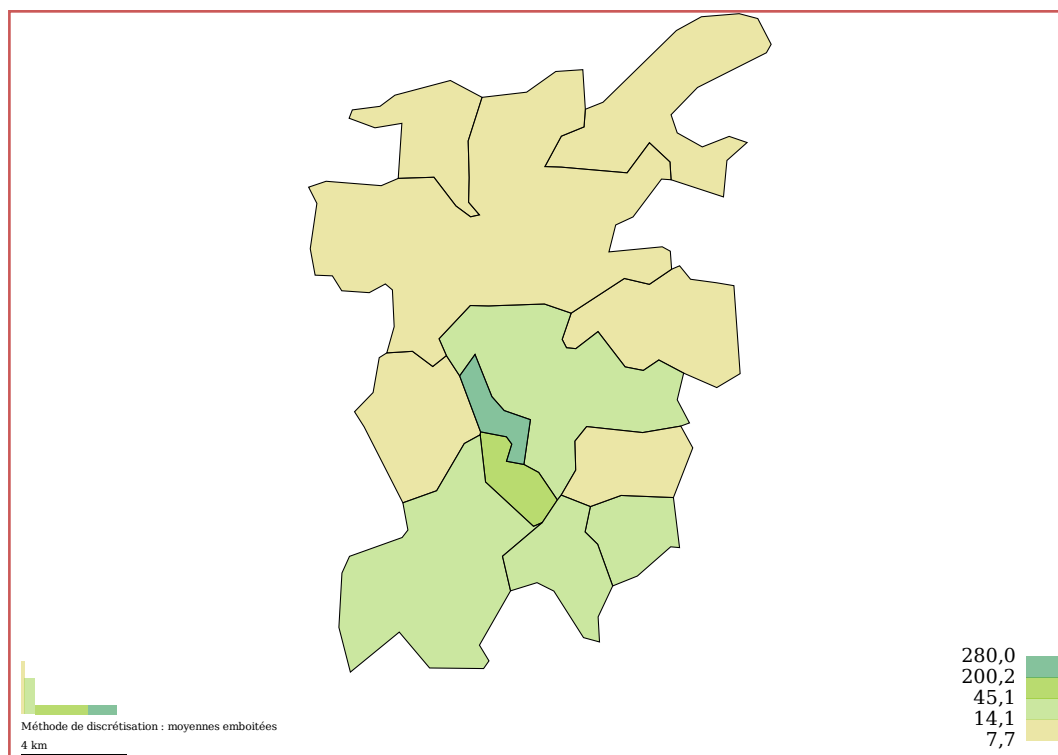 280,0
200,2
45,1
14,1
7,7
Méthode de discrétisation : moyennes emboitées
4 km